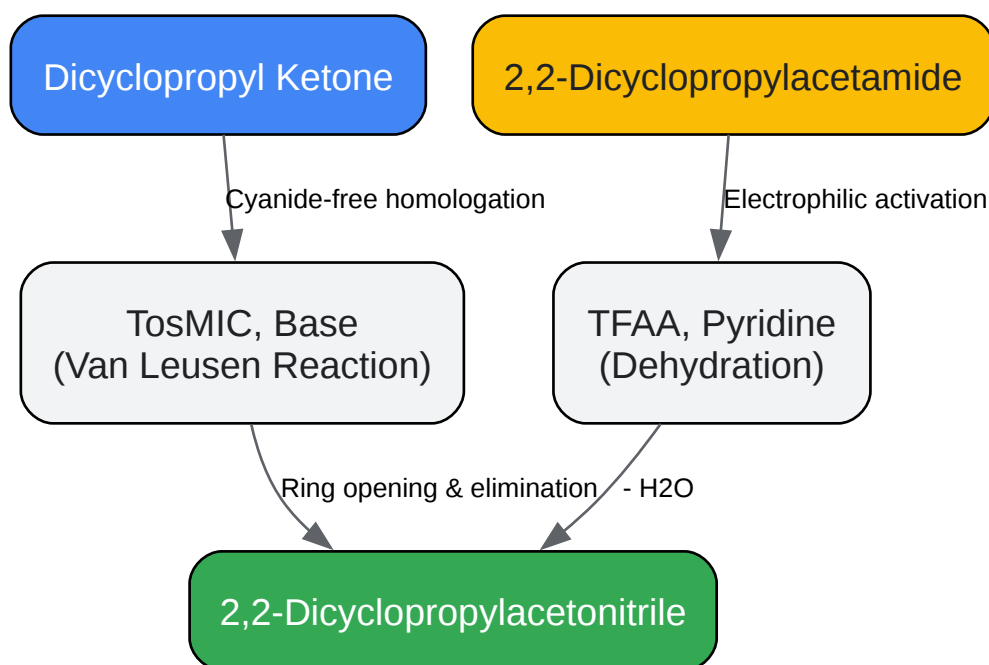 Dicyclopropyl Ketone
2,2-Dicyclopropylacetamide
Cyanide-free homologation
Electrophilic activation
TosMIC, Base
(Van Leusen Reaction)
TFAA, Pyridine
(Dehydration)
Ring opening & elimination
- H2O
2,2-Dicyclopropylacetonitrile